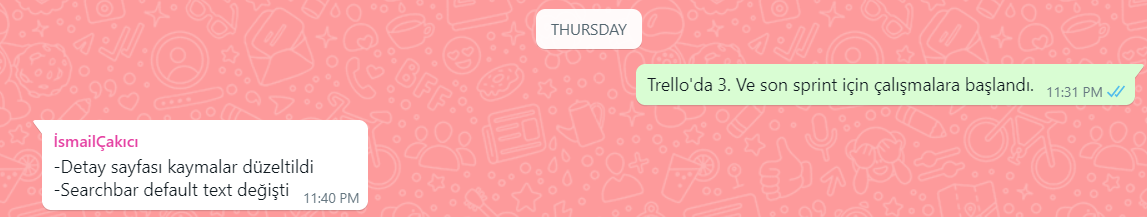 THURSDAY
Trello'da 3. Ve son sprint için çalışmalara başlandı.
11:31 PM
İsmailÇakıcı
-Detay sayfası kaymalar düzeltildi
-Searchbar default text değişti
11:40 PM